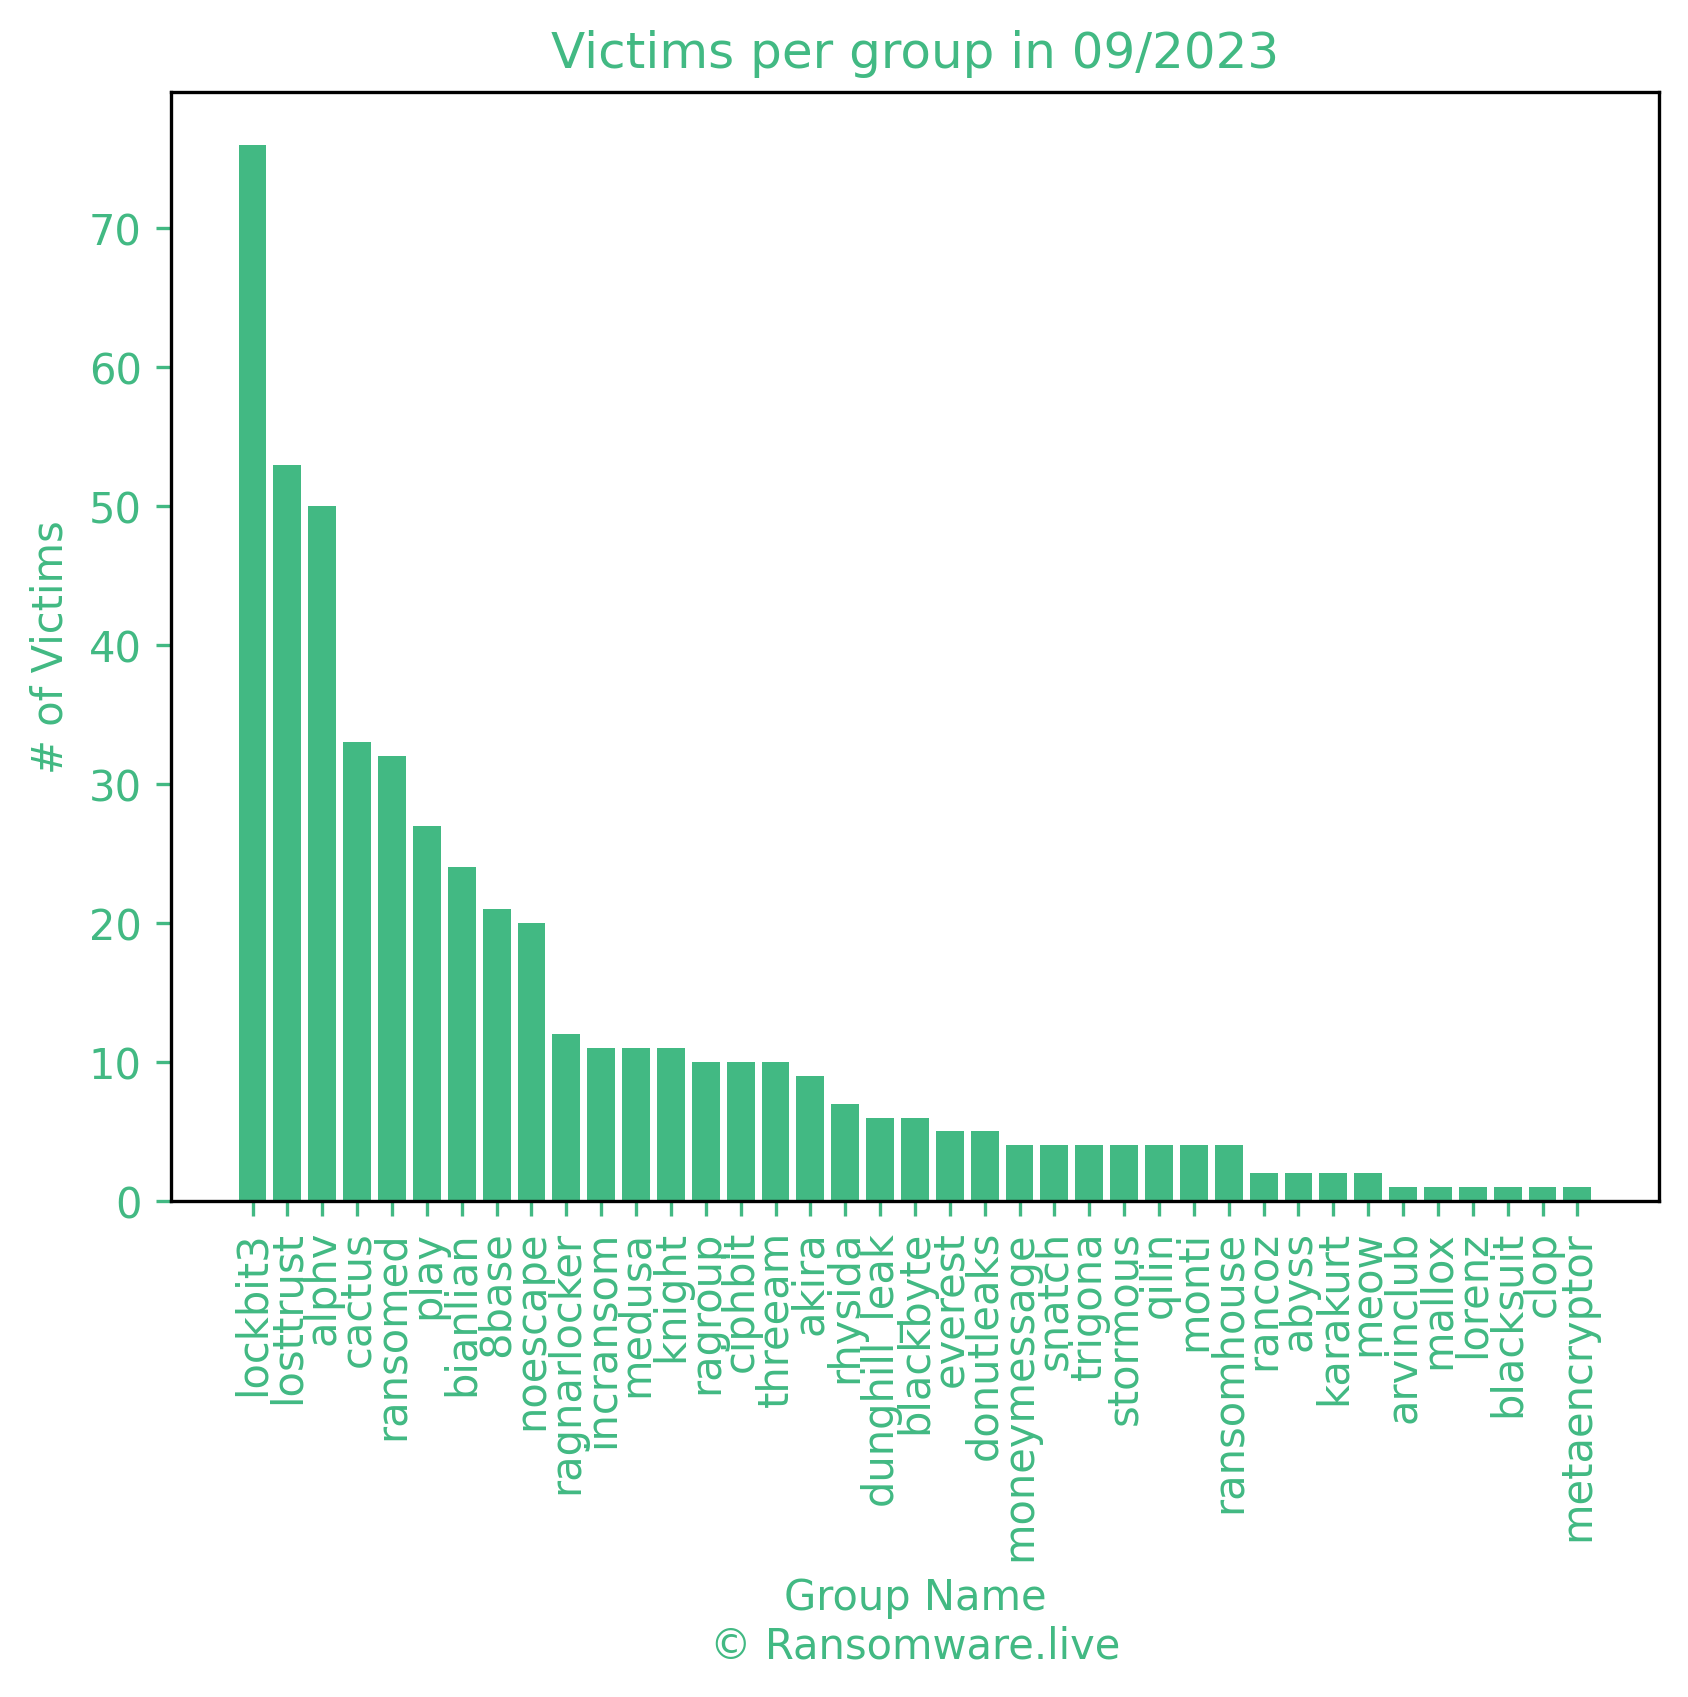 Victims per group in 09/2023
# of Victims
70
60
50
40
30
20
10
0
lockbit3
losttrust
alphv
cactus
ransomed
play
bianlian
8base
noescape
ragnarlocker
incransom
medusa
knight
ragroup
ciphbit
threeam
akira
rhysida
dunghill_leak
blackbyte
everest
donutleaks
moneymessage
snatch
trigona
stormous
qilin
monti
ransomhouse
rancoz
abyss
karakurt
meow
arvinclub
mallox
lorenz
blacksuit
clop
metaencryptor
Group Name
© Ransomware.live